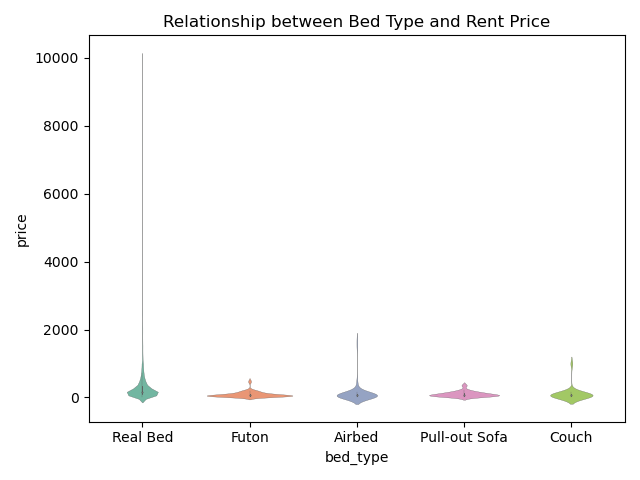 Relationship between Bed Type and Rent Price
10000
8000
6000
4000
2000
0
price
Real Bed
Futon
Airbed
Pull-out Sofa
Couch
bed_type